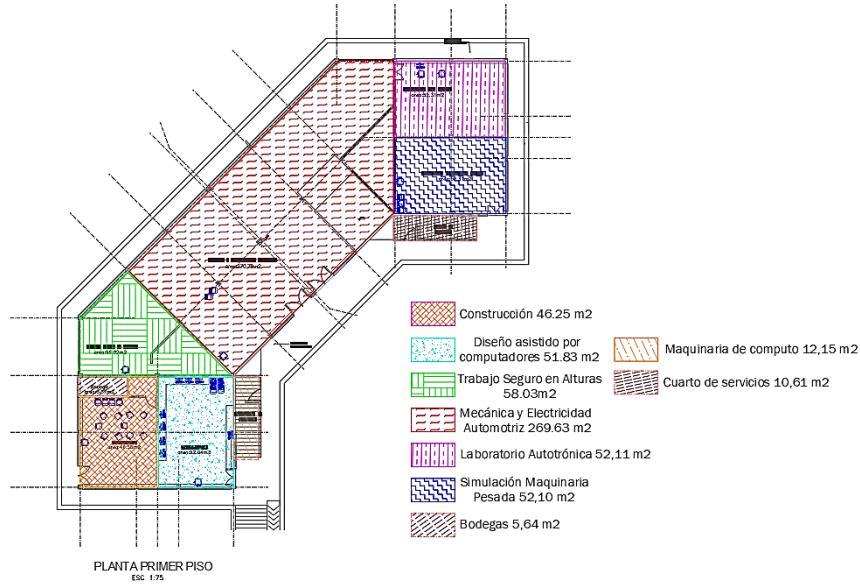 Construcción 46.25 m2
Diseño asistido por
computadores 51.83 m2
Trabajo Seguro en Alturas
58.03m2
Mecánica y Electricidad
Automotriz 269.63 m2
Laboratorio Autotrónica 52,11 m2
Simulación Maquinaria
Pesada 52,10 m2
Bodegas 5,64 m2
Maquinaria de computo 12,15 m2
Cuarto de servicios 10,61 m2
PLANTA PRIMER PISO
ESC 1:75